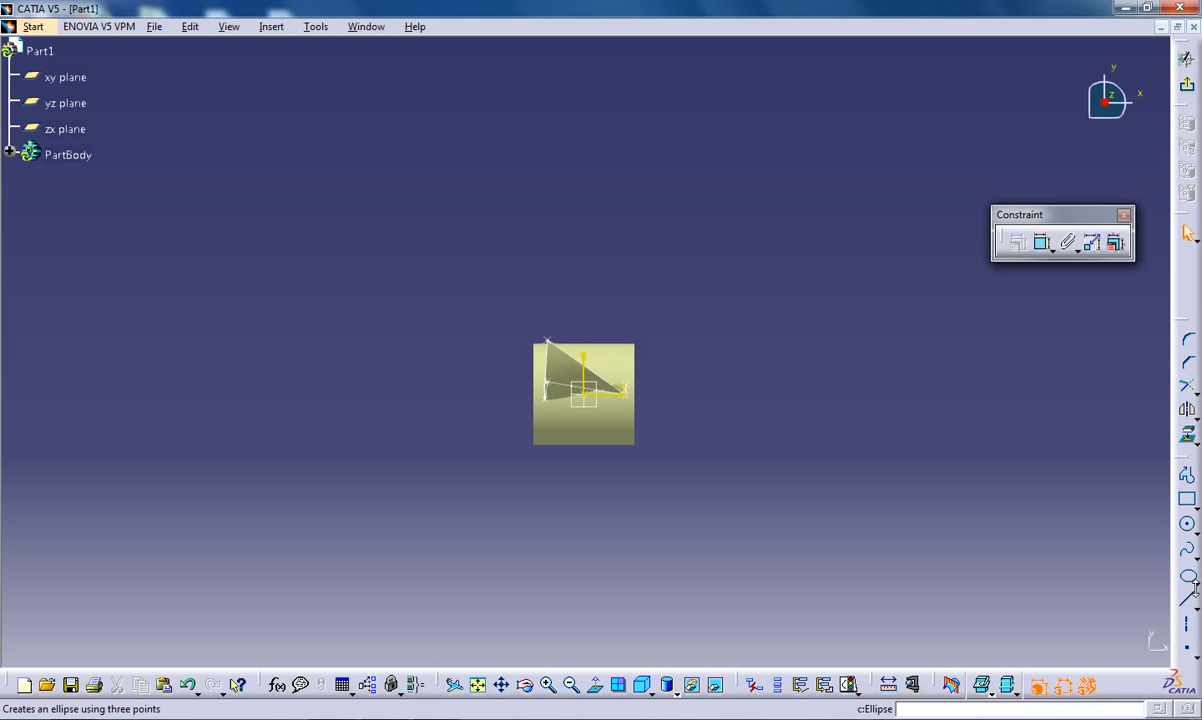 CATIA V5 - [Part1]
Start ENOVIA V5 VPM File Edit View Insert Tools Window Help
Part1
xy plane
yz plane
zx plane
PartBody
y
x
z
Constraint
y
x
f(x)
CATIA
Creates an ellipse using three points
c:Ellipse